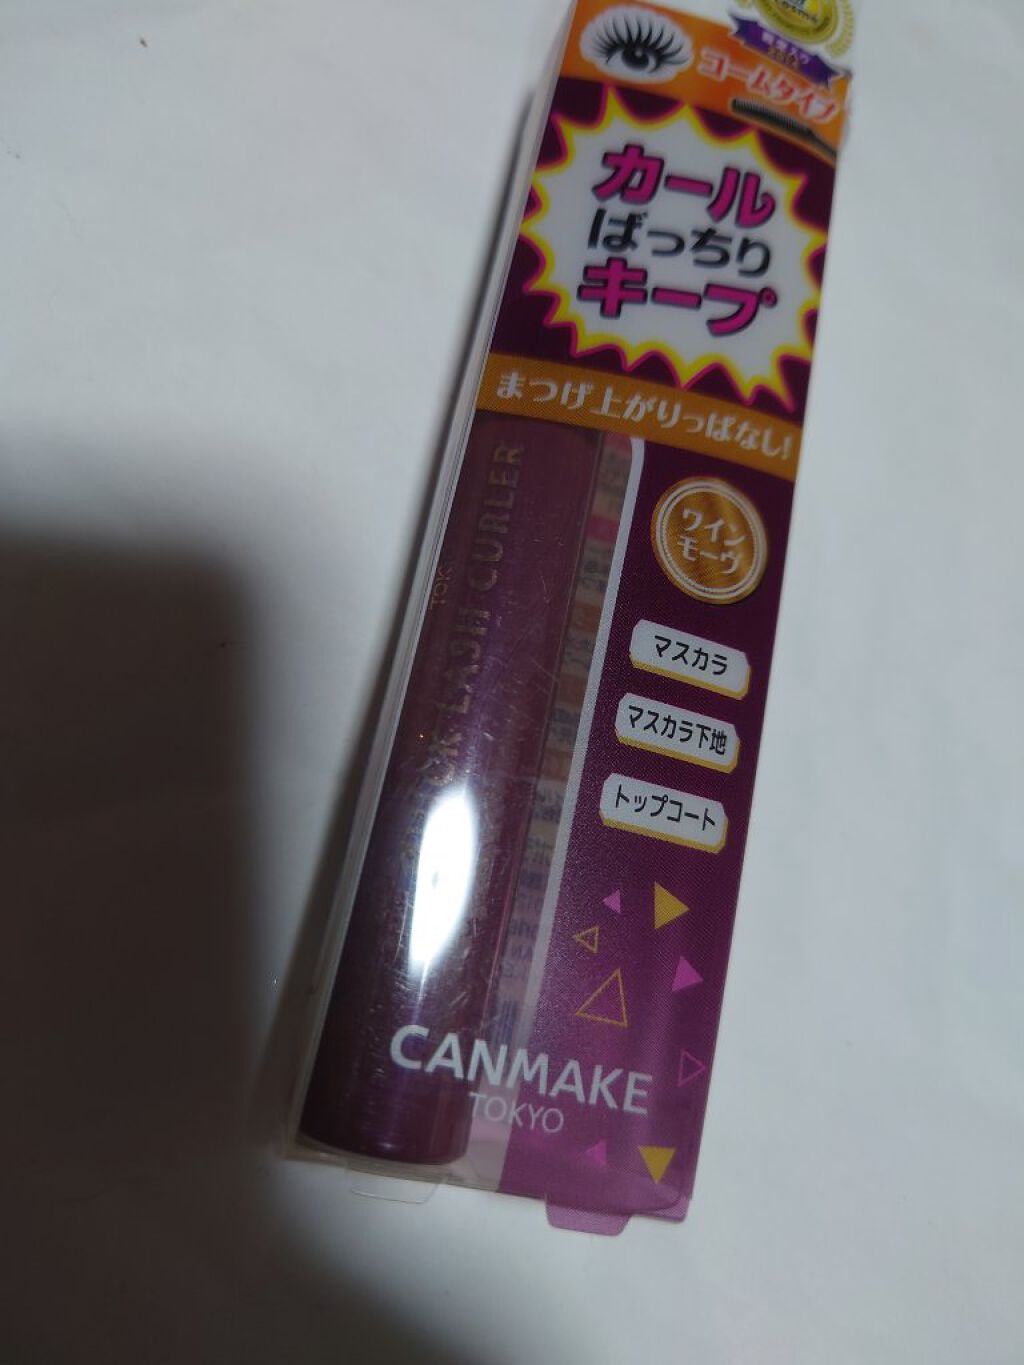 コームタイプ
カール
ばっちり
キープ
まつげ上がりっぱなし!
ワイン
モーヴ
マスカラ
マスカラ下地
トップコート
LASH CURLER
CANMAKE
TOKYO